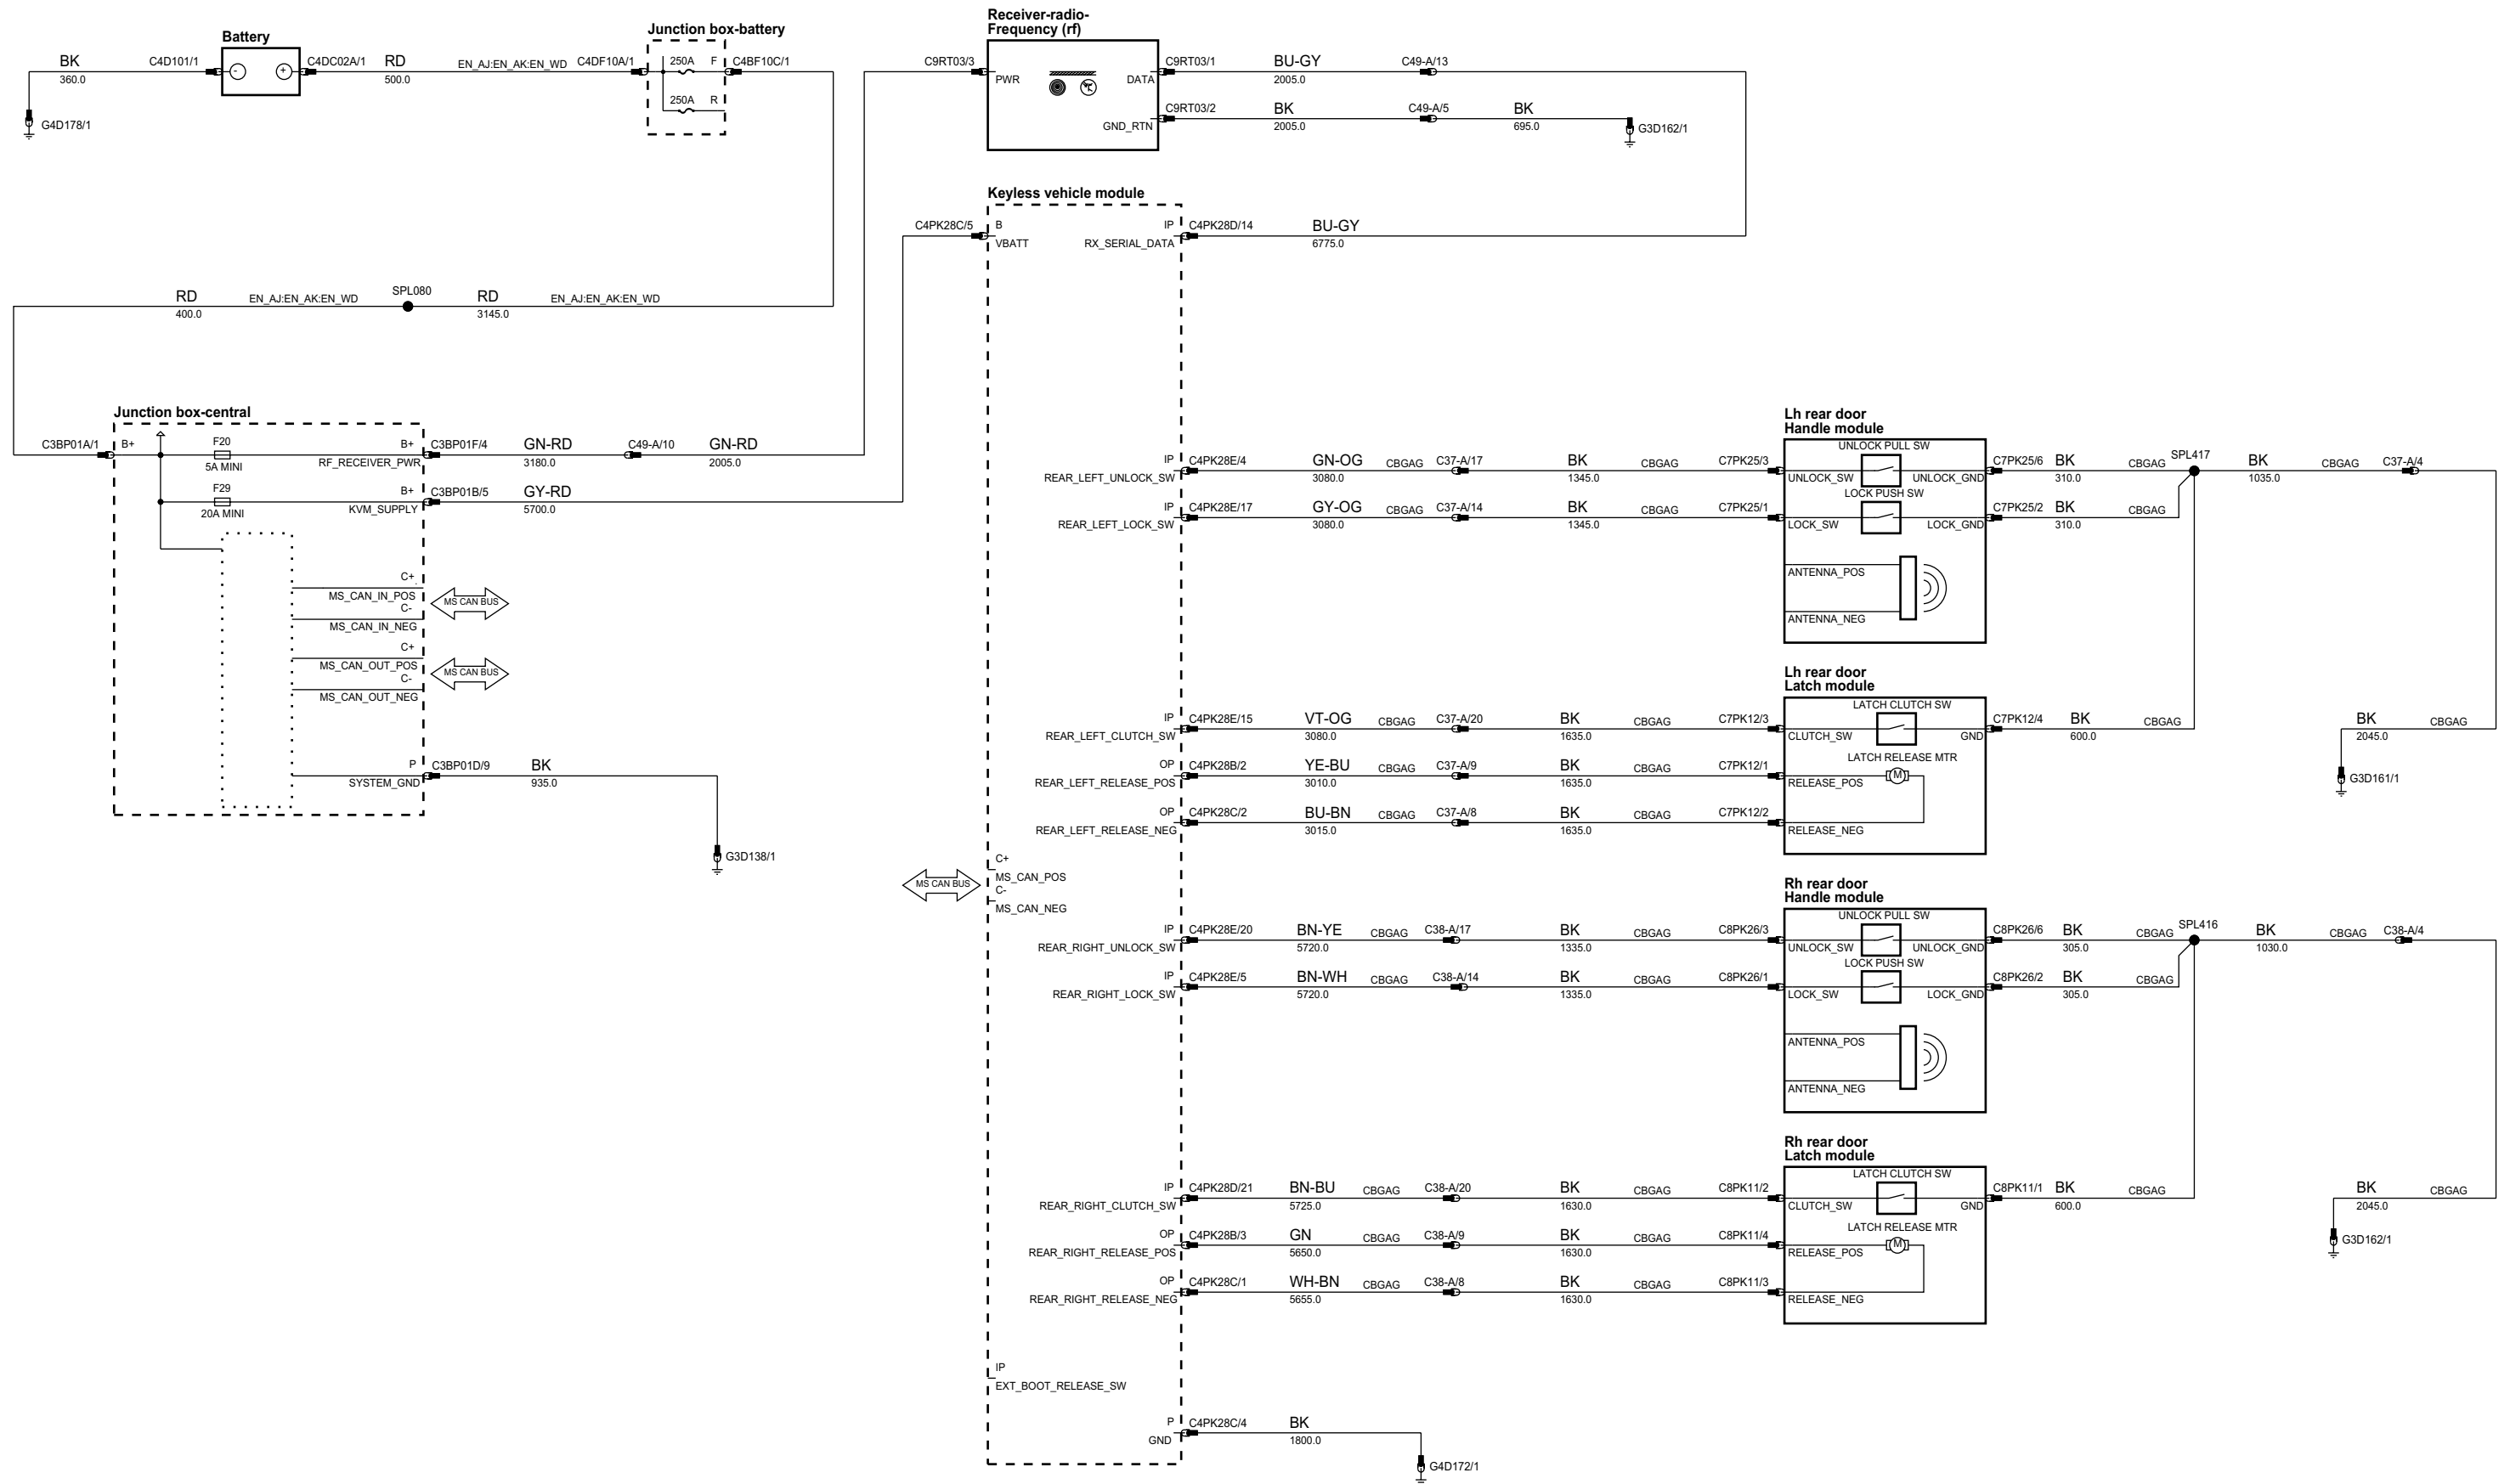 Battery
BK
360.0
C4D101/1
-
+
C4DC02A/1
RD
500.0
EN_AJ:EN_AK:EN_WD
C4DF10A/1
G4D178/1
Junction box-battery
250A F
250A R
C4BF10C/1
Receiver-radio-
Frequency (rf)
C9RT03/3
PWR
DATA
GND_RTN
C9RT03/1
BU-GY
2005.0
C49-A/13
C9RT03/2
BK
2005.0
C49-A/5
BK
695.0
G3D162/1
RD
400.0
EN_AJ:EN_AK:EN_WD
SPL080
RD
3145.0
EN_AJ:EN_AK:EN_WD
Junction box-central
C3BP01A/1
B+
F20
5A MINI
B+
RF_RECEIVER_PWR
C3BP01F/4
GN-RD
3180.0
C49-A/10
GN-RD
2005.0
F29
20A MINI
B+
KVM_SUPPLY
C3BP01B/5
GY-RD
5700.0
C+
MS_CAN_IN_POS
C-
MS_CAN_IN_NEG
MS CAN BUS
C+
MS_CAN_OUT_POS
C-
MS_CAN_OUT_NEG
MS CAN BUS
P
SYSTEM_GND
C3BP01D/9
BK
935.0
G3D138/1
Keyless vehicle module
C4PK28C/5
B
VBATT
IP
RX_SERIAL_DATA
C4PK28D/14
BU-GY
6775.0
IP
REAR_LEFT_UNLOCK_SW
C4PK28E/4
GN-OG
3080.0
CBGAG
C37-A/17
BK
1345.0
CBGAG
C7PK25/3
IP
REAR_LEFT_LOCK_SW
C4PK28E/17
GY-OG
3080.0
CBGAG
C37-A/14
BK
1345.0
CBGAG
C7PK25/1
Lh rear door
Handle module
UNLOCK PULL SW
UNLOCK_SW
UNLOCK_GND
LOCK PUSH SW
LOCK_SW
LOCK_GND
ANTENNA_POS
ANTENNA_NEG
C7PK25/6
BK
310.0
CBGAG
SPL417
BK
1035.0
CBGAG
C37-A/4
C7PK25/2
BK
310.0
CBGAG
IP
REAR_LEFT_CLUTCH_SW
C4PK28E/15
VT-OG
3080.0
CBGAG
C37-A/20
BK
1635.0
CBGAG
C7PK12/3
OP
REAR_LEFT_RELEASE_POS
C4PK28B/2
YE-BU
3010.0
CBGAG
C37-A/9
BK
1635.0
CBGAG
C7PK12/1
OP
REAR_LEFT_RELEASE_NEG
C4PK28C/2
BU-BN
3015.0
CBGAG
C37-A/8
BK
1635.0
CBGAG
C7PK12/2
Lh rear door
Latch module
LATCH CLUTCH SW
CLUTCH_SW
GND
LATCH RELEASE MTR
RELEASE_POS
M
RELEASE_NEG
C7PK12/4
BK
600.0
CBGAG
BK
2045.0
CBGAG
G3D161/1
MS CAN BUS
C+
MS_CAN_POS
C-
MS_CAN_NEG
IP
REAR_RIGHT_UNLOCK_SW
C4PK28E/20
BN-YE
5720.0
CBGAG
C38-A/17
BK
1335.0
CBGAG
C8PK26/3
IP
REAR_RIGHT_LOCK_SW
C4PK28E/5
BN-WH
5720.0
CBGAG
C38-A/14
BK
1335.0
CBGAG
C8PK26/1
Rh rear door
Handle module
UNLOCK PULL SW
UNLOCK_SW
UNLOCK_GND
LOCK PUSH SW
LOCK_SW
LOCK_GND
ANTENNA_POS
ANTENNA_NEG
C8PK26/6
BK
305.0
CBGAG
SPL416
BK
1030.0
CBGAG
C38-A/4
C8PK26/2
BK
305.0
CBGAG
IP
REAR_RIGHT_CLUTCH_SW
C4PK28D/21
BN-BU
5725.0
CBGAG
C38-A/20
BK
1630.0
CBGAG
C8PK11/2
OP
REAR_RIGHT_RELEASE_POS
C4PK28B/3
GN
5650.0
CBGAG
C38-A/9
BK
1630.0
CBGAG
C8PK11/4
OP
REAR_RIGHT_RELEASE_NEG
C4PK28C/1
WH-BN
5655.0
CBGAG
C38-A/8
BK
1630.0
CBGAG
C8PK11/3
Rh rear door
Latch module
LATCH CLUTCH SW
CLUTCH_SW
GND
LATCH RELEASE MTR
RELEASE_POS
M
RELEASE_NEG
C8PK11/1
BK
600.0
CBGAG
BK
2045.0
CBGAG
G3D162/1
IP
EXT_BOOT_RELEASE_SW
P
GND
C4PK28C/4
BK
1800.0
G4D172/1